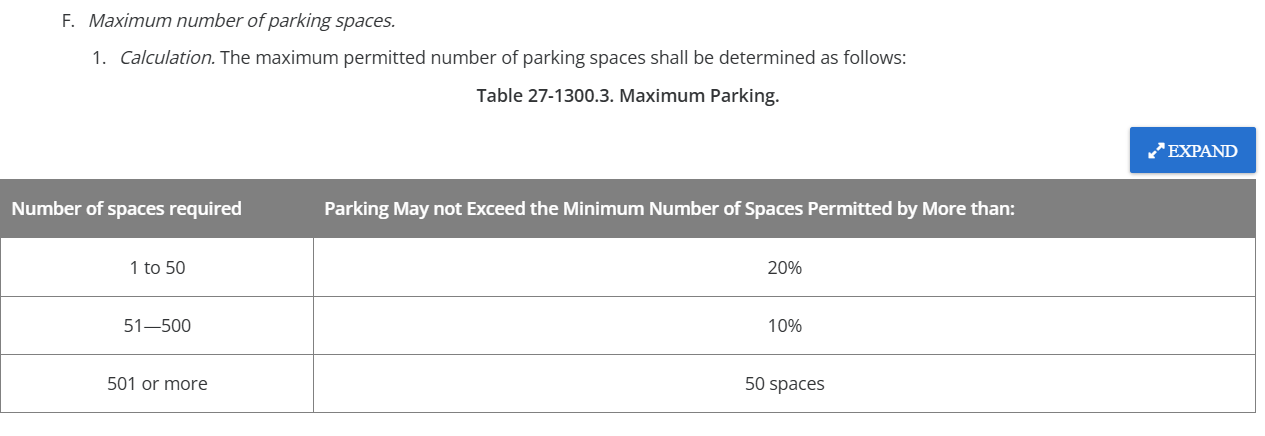 F. Maximum number of parking spaces.
1. Calculation. The maximum permitted number of parking spaces shall be determined as follows:
Table 27-1300.3. Maximum Parking.
EXPAND
Number of spaces required Parking May not Exceed the Minimum Number of Spaces Permitted by More than:
1 to 50 20%
51—500 10%
501 or more 50 spaces